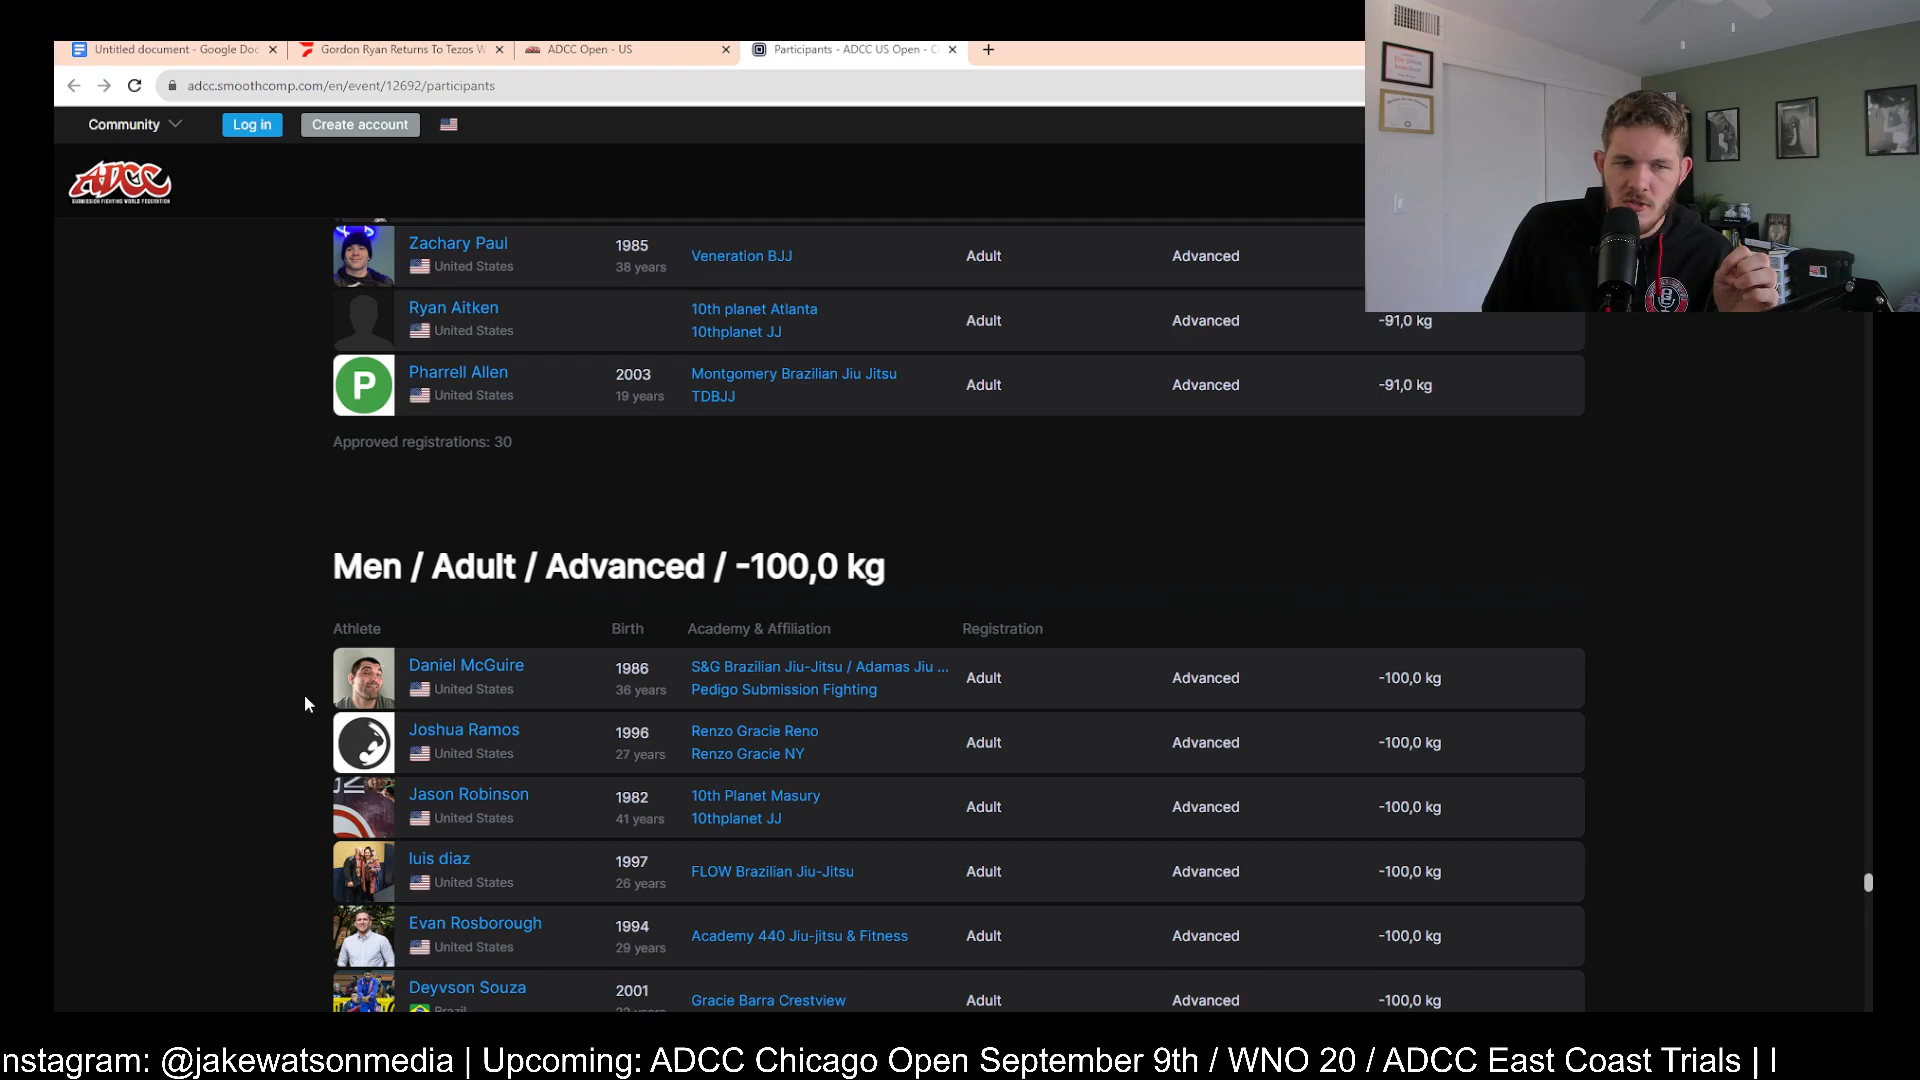 Untitled document - Google Doc
Gordon Ryan Returns To Tezos W
ADCC Open - US
Participants - ADCC US Open - C
adcc.smoothcomp.com/en/event/12692/participants
Community
Log in
Create account
ADCC
SUBMISSION FIGHTING WORLD FEDERATION
Zachary Paul
United States
1985
38 years
Veneration BJJ
Adult
Advanced
Ryan Aitken
United States
10th planet Atlanta
10thplanet JJ
Adult
Advanced
-91,0 kg
P
Pharrell Allen
United States
2003
19 years
Montgomery Brazilian Jiu Jitsu
TDBJJ
Adult
Advanced
-91,0 kg
Approved registrations: 30
Men / Adult / Advanced / -100,0 kg
Athlete
Birth
Academy & Affiliation
Registration
Daniel McGuire
United States
1986
36 years
S&G Brazilian Jiu-Jitsu / Adamas Jiu ...
Pedigo Submission Fighting
Adult
Advanced
-100,0 kg
Joshua Ramos
United States
1996
27 years
Renzo Gracie Reno
Renzo Gracie NY
Adult
Advanced
-100,0 kg
Jason Robinson
United States
1982
41 years
10th Planet Masury
10thplanet JJ
Adult
Advanced
-100,0 kg
luis diaz
United States
1997
26 years
FLOW Brazilian Jiu-Jitsu
Adult
Advanced
-100,0 kg
Evan Rosborough
United States
1994
29 years
Academy 440 Jiu-jitsu & Fitness
Adult
Advanced
-100,0 kg
Deyvson Souza
Brazil
2001
Gracie Barra Crestview
Adult
Advanced
-100,0 kg
nstagram: @jakewatsonmedia | Upcoming: ADCC Chicago Open September 9th / WNO 20 / ADCC East Coast Trials | I